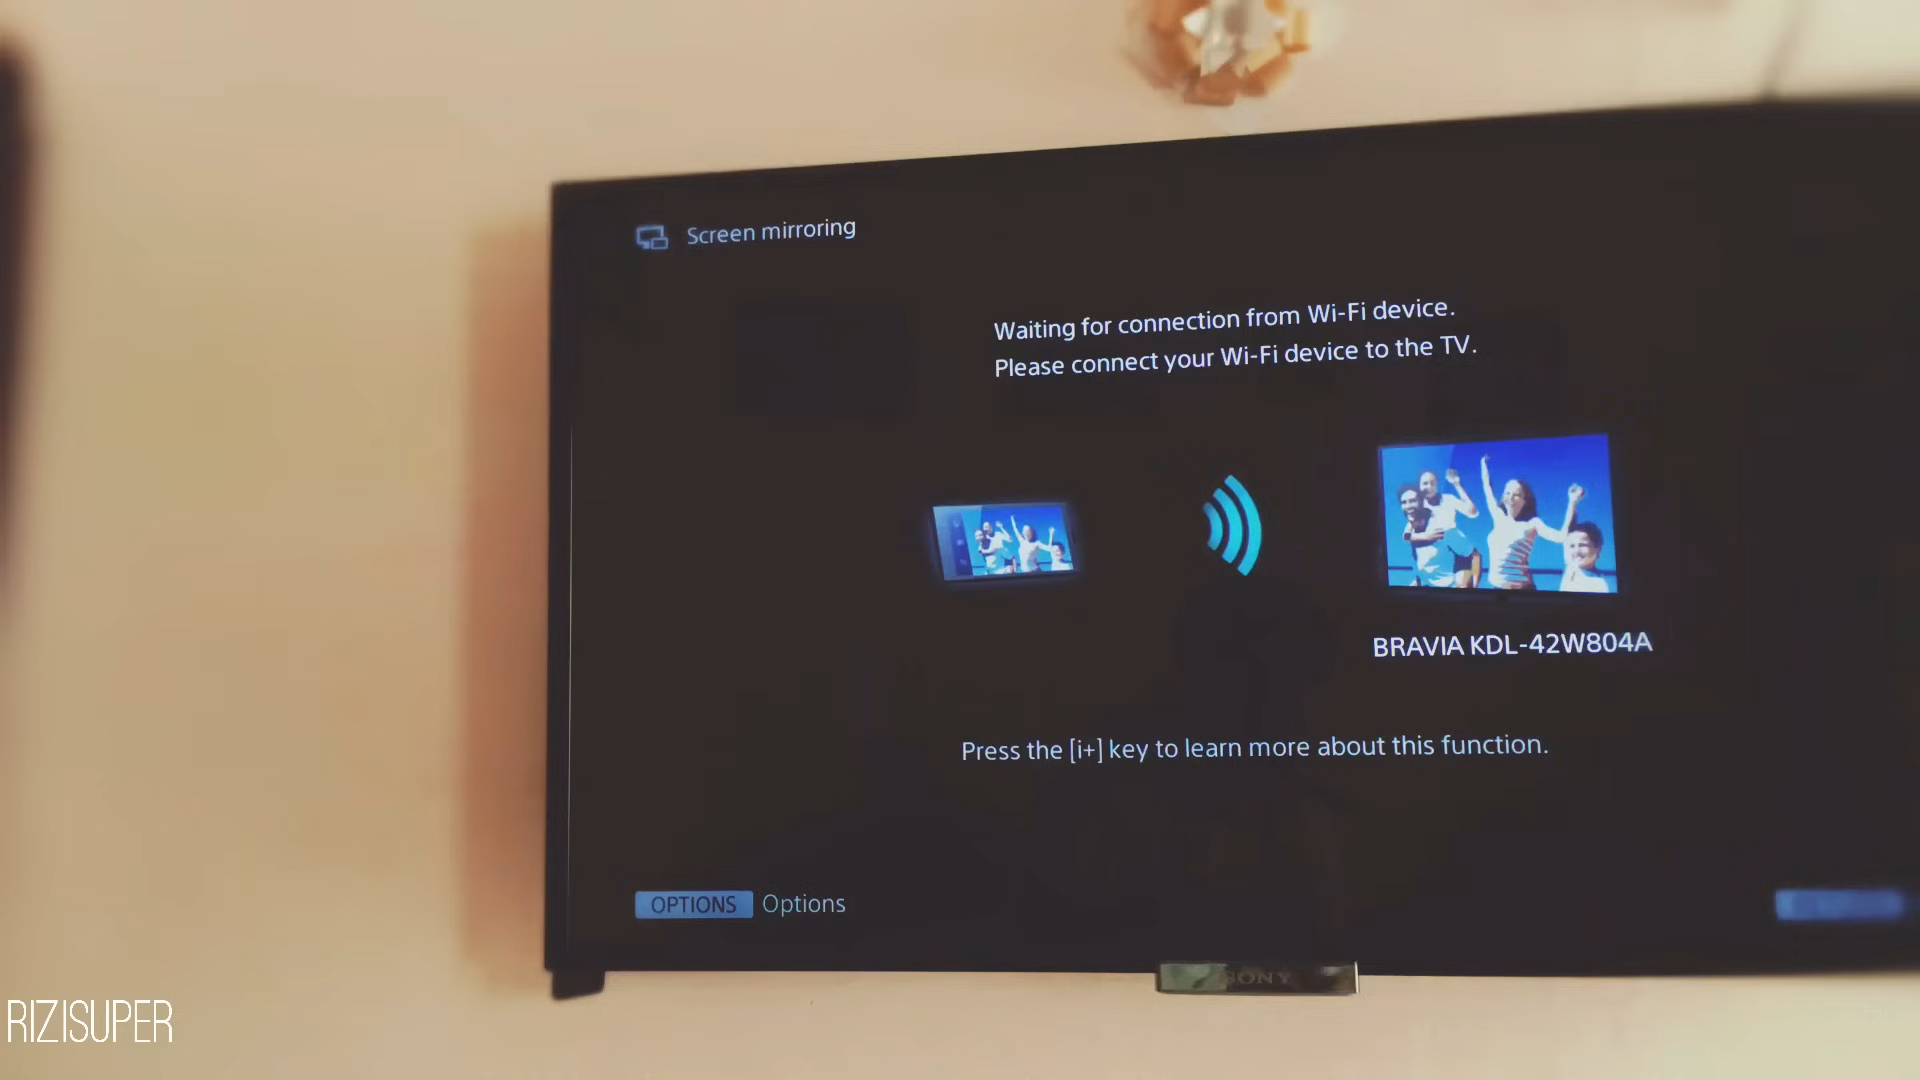 Screen mirroring
Waiting for connection from Wi-Fi device.
Please connect your Wi-Fi device to the TV.
BRAVIA KDL-42W804A
Press the [i+] key to learn more about this function.
OPTIONS Options
SONY
RIZISUPER